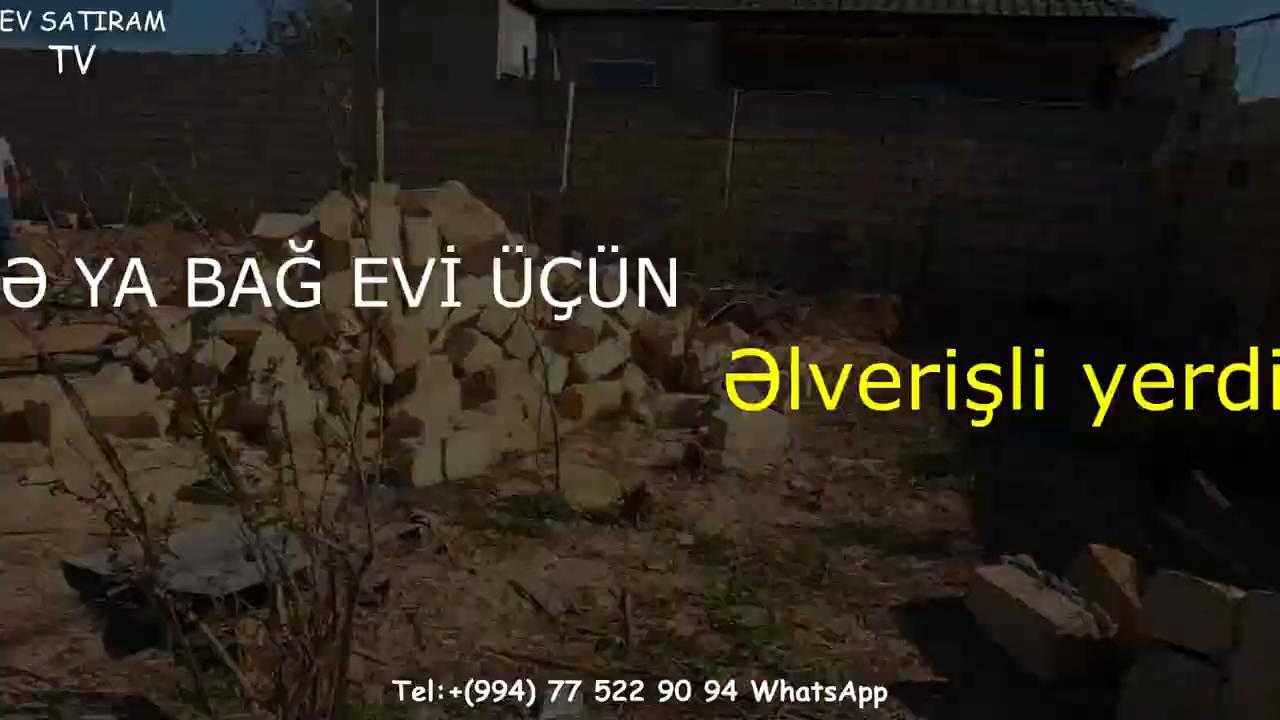 EV SATIRAM
TV
Ə YA BAĞ EVİ ÜÇÜN
Əlverişli yerdi
Tel:+(994) 77 522 90 94 WhatsApp